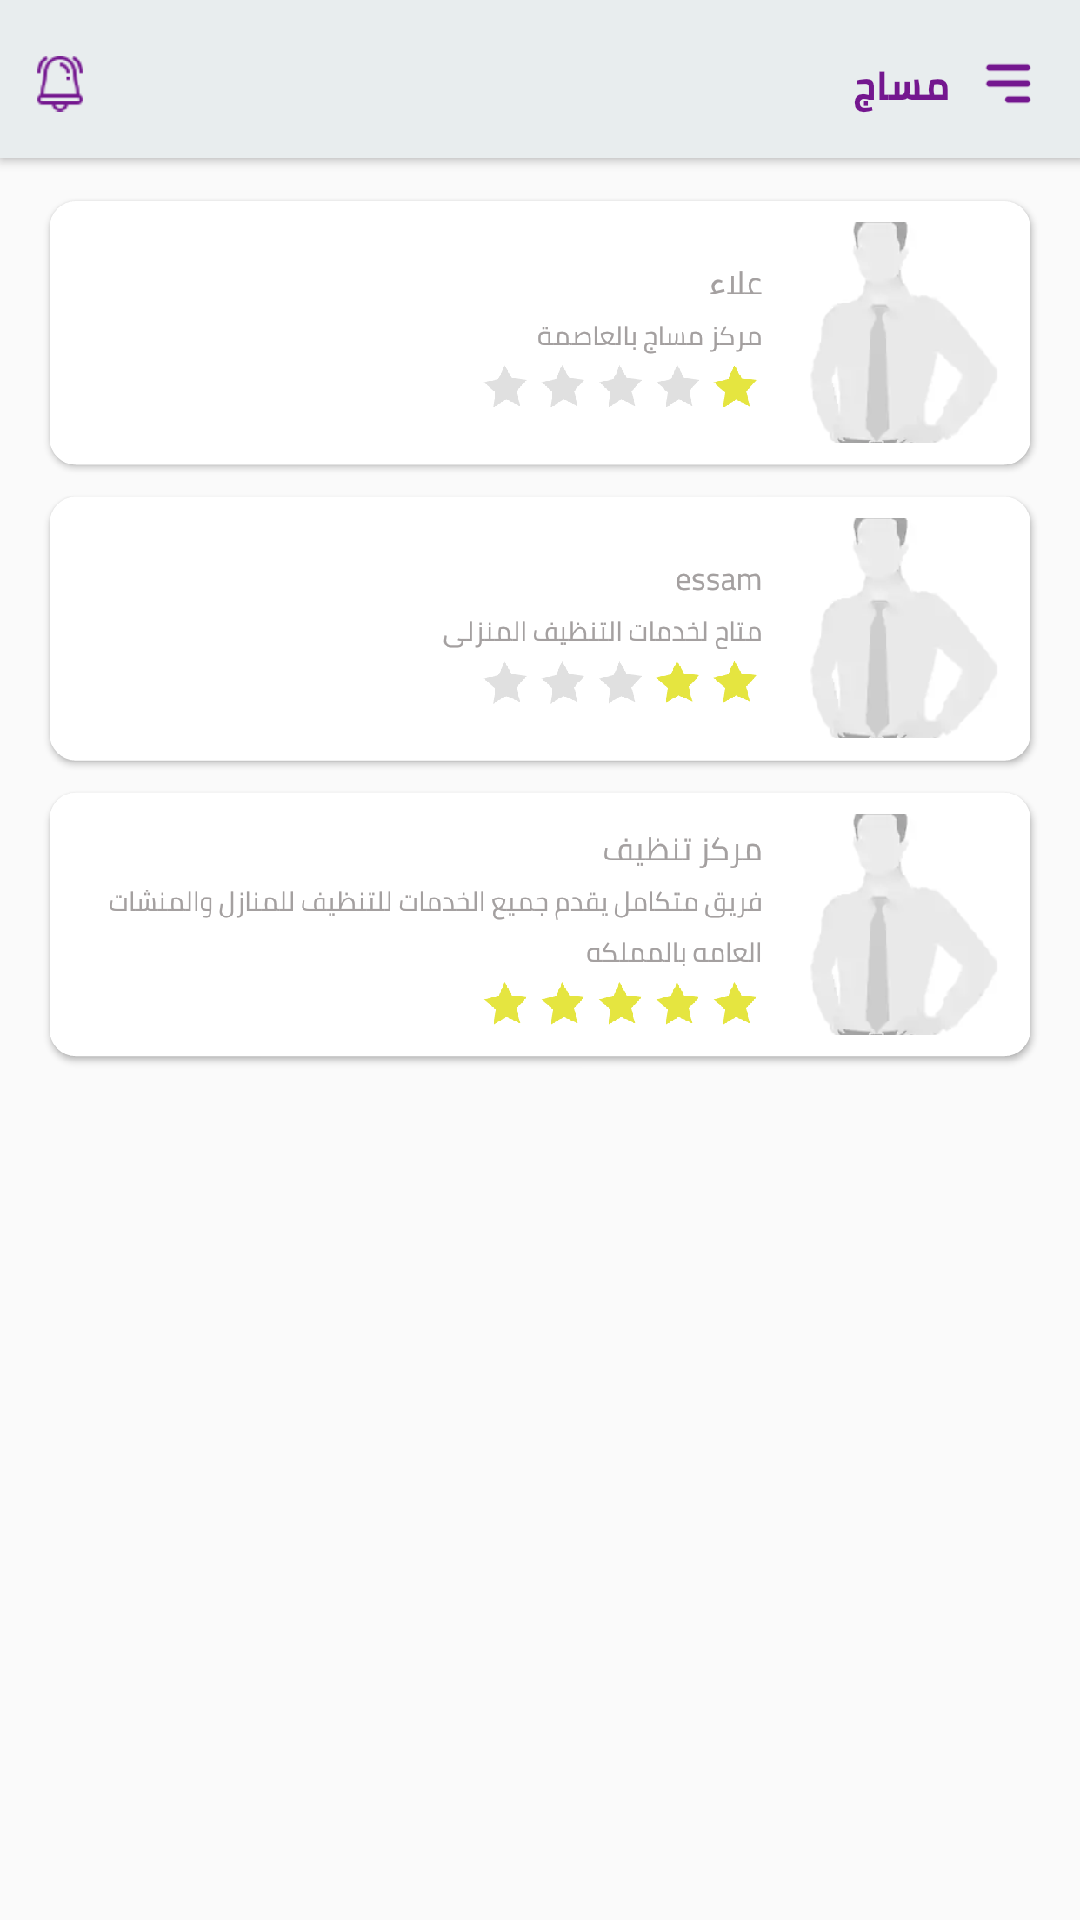 مساج
علاء
مركز مساج بالعاصمة
essam
متاح لخدمات التنظيف المنزلى
مركز تنظيف
فريق متكامل يقدم جميع الخدمات للتنظيف للمنازل والمنشات
العامه بالمملكه